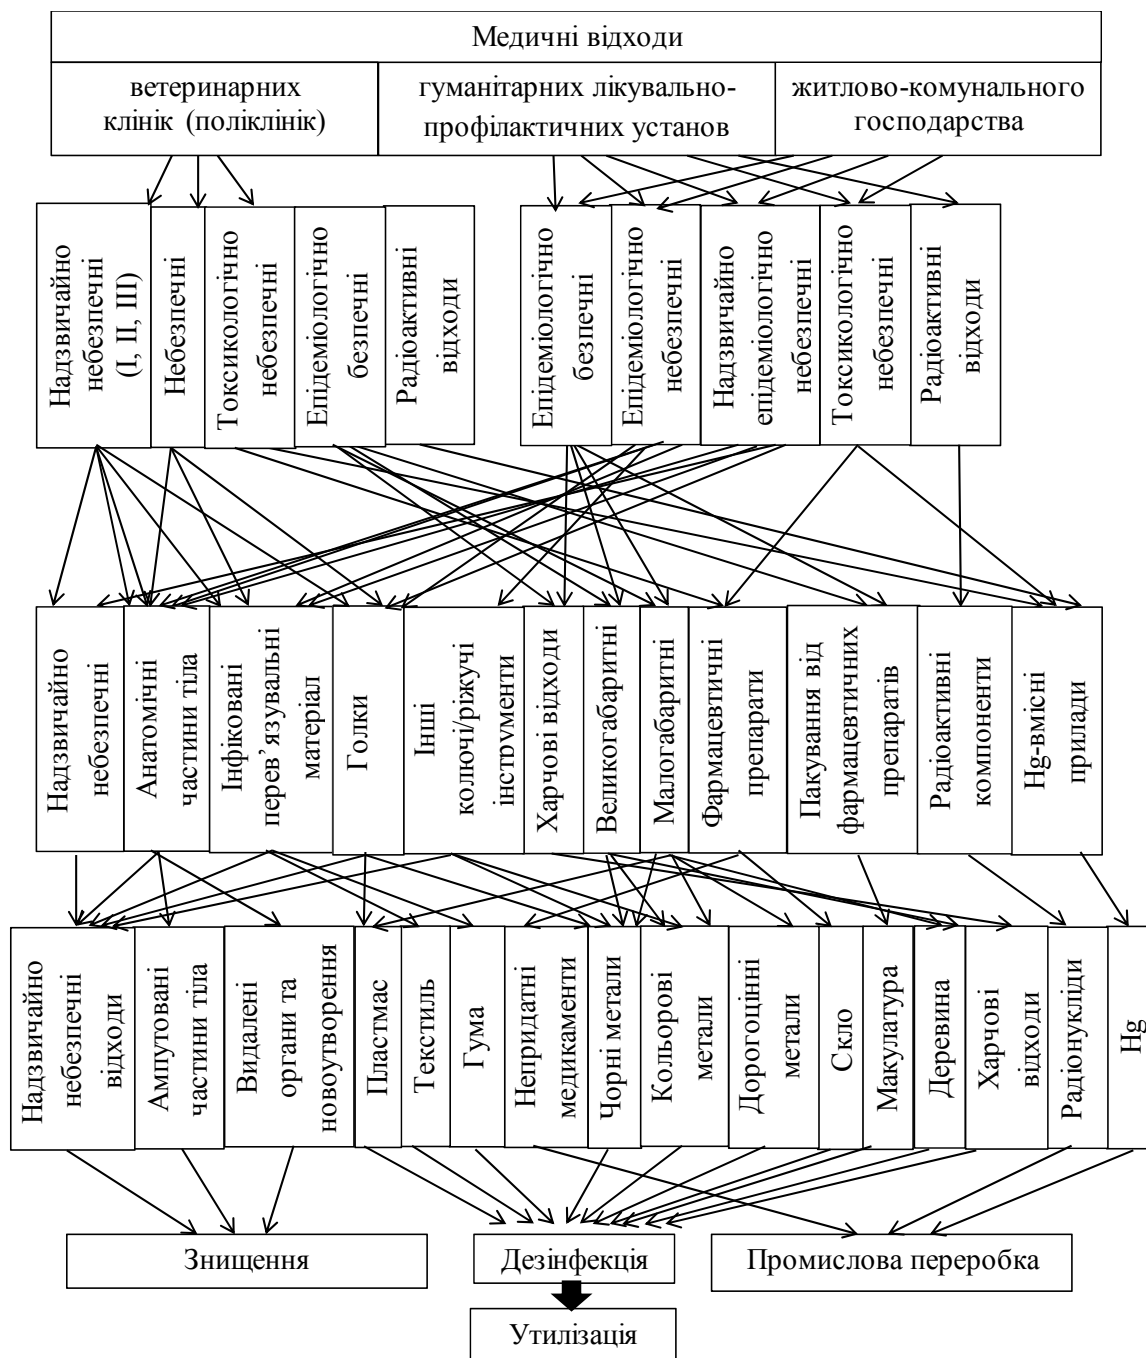 Медичні відходи
ветеринарних
клінік (поліклінік)
гуманітарних лікувально-
профілактичних установ
житлово-комунального
господарства
Надзвичайно
небезпечні
(I, II, III)
Небезпечні
Токсикологічно
небезпечні
Епідеміологічно
безпечні
Радіоактивні
відходи
Епідеміологічно
безпечні
Епідеміологічно
небезпечні
Надзвичайно
епідеміологічно
небезпечні
Токсикологічно
небезпечні
Радіоактивні
відходи
Надзвичайно
небезпечні
Анатомічні
частини тіла
Інфіковані
перев’язувальні
матеріал
Голки
Інші
колючі/ріжучі
інструменти
Харчові відходи
Великогабаритні
Малогабаритні
Фармацевтичні
препарати
Пакування від
фармацевтичних
препаратів
Радіоактивні
компоненти
Hg-вмісні
прилади
Надзвичайно
небезпечні
відходи
Ампутовані
частини тіла
Видалені
органи та
новоутворення
Пластмас
Текстиль
Гума
Непридатні
медикаменти
Чорні метали
Кольорові
метали
Дорогоцінні
метали
Скло
Макулатура
Деревина
Харчові
відходи
Радіонукліди
Hg
Знищення
Дезінфекція
Промислова переробка
Утилізація